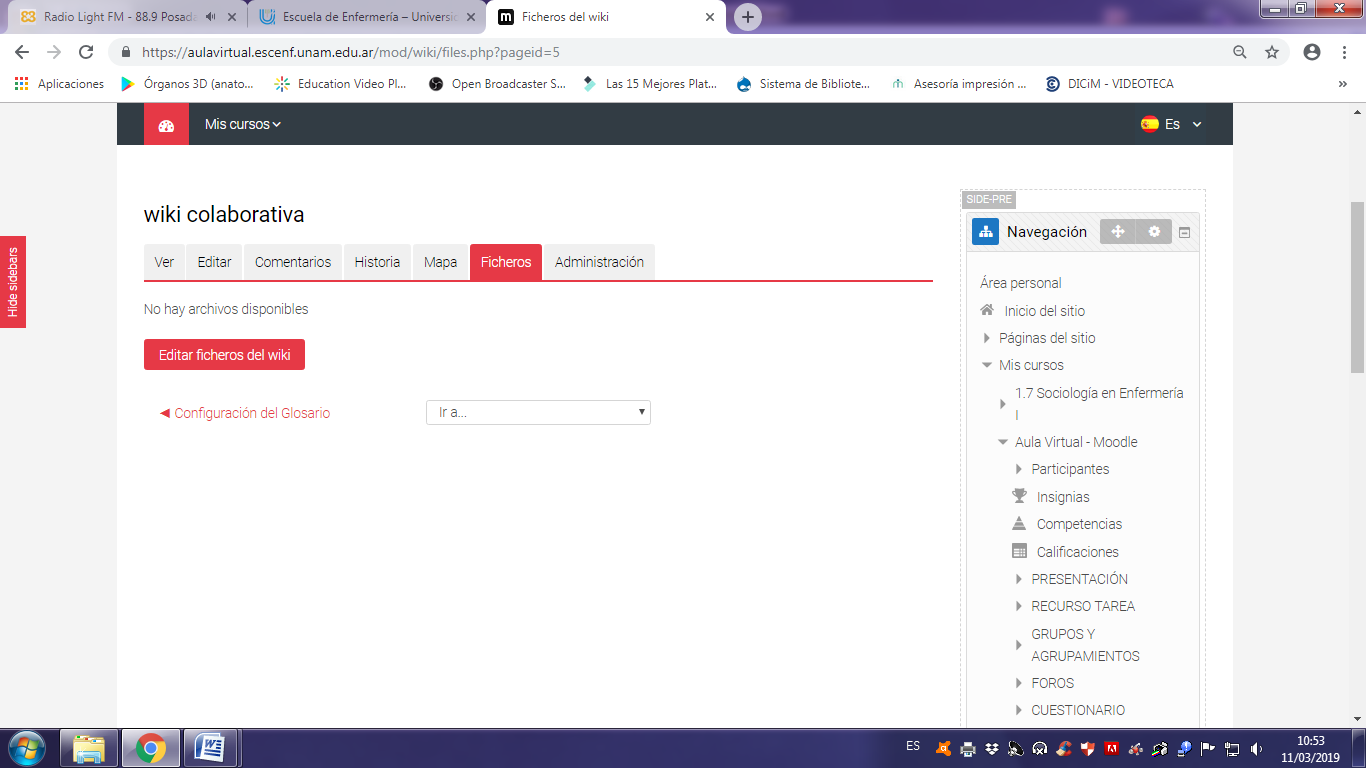 Radio Light FM - 88.9 Posada
Escuela de Enfermería – Universid
Ficheros del wiki
https://aulavirtual.escenf.unam.edu.ar/mod/wiki/files.php?pageid=5
Aplicaciones
Órganos 3D (anato...
Education Video Pl...
Open Broadcaster S...
Las 15 Mejores Plat...
Sistema de Bibliote...
Asesoría impresión ...
DICiM - VIDEOTECA
»
Mis cursos
Es
Hide sidebars
wiki colaborativa
Ver
Editar
Comentarios
Historia
Mapa
Ficheros
Administración
No hay archivos disponibles
Editar ficheros del wiki
◄ Configuración del Glosario
Ir a...
SIDE-PRE
Navegación
Área personal
Inicio del sitio
Páginas del sitio
Mis cursos
1.7 Sociología en Enfermería
I
Aula Virtual - Moodle
Participantes
Insignias
Competencias
Calificaciones
PRESENTACIÓN
RECURSO TAREA
GRUPOS Y
AGRUPAMIENTOS
FOROS
CUESTIONARIO
ES
10:53
11/03/2019